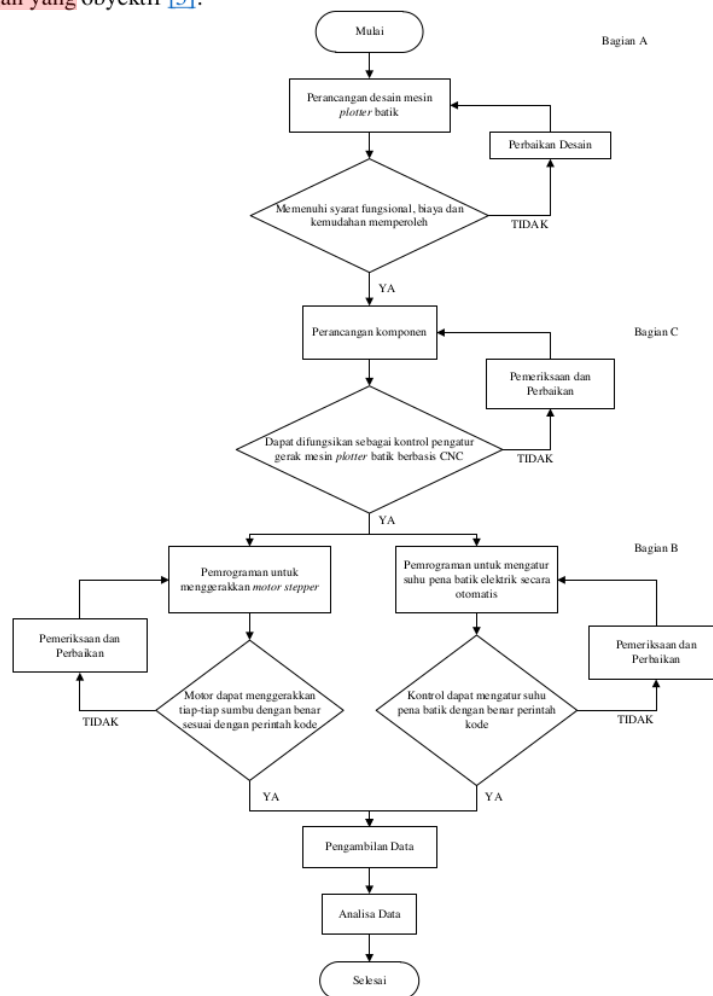 an yang obyektif [5].
Mulai
Bagian A
Perancangan desain mesin
plotter batik
Perbaikan Desain
Memenuhi syarat fungsional, biaya dan
kemudahan memperoleh
TIDAK
YA
Perancangan komponen
Bagian C
Pemeriksaan dan
Perbaikan
Dapat difungsikan sebagai kontrol pengatur
gerak mesin plotter batik berbasis CNC
TIDAK
YA
Bagian B
Pemrograman untuk
menggerakkan motor stepper
Pemrograman untuk mengatur
suhu pena batik elektrik secara
otomatis
Pemeriksaan dan
Perbaikan
Pemeriksaan dan
Perbaikan
Motor dapat menggerakkan
tiap-tiap sumbu dengan benar
sesuai dengan perintah kode
Kontrol dapat mengatur suhu
pena batik dengan benar perintah
kode
TIDAK
TIDAK
YA
YA
Pengambilan Data
Analisa Data
Selesai